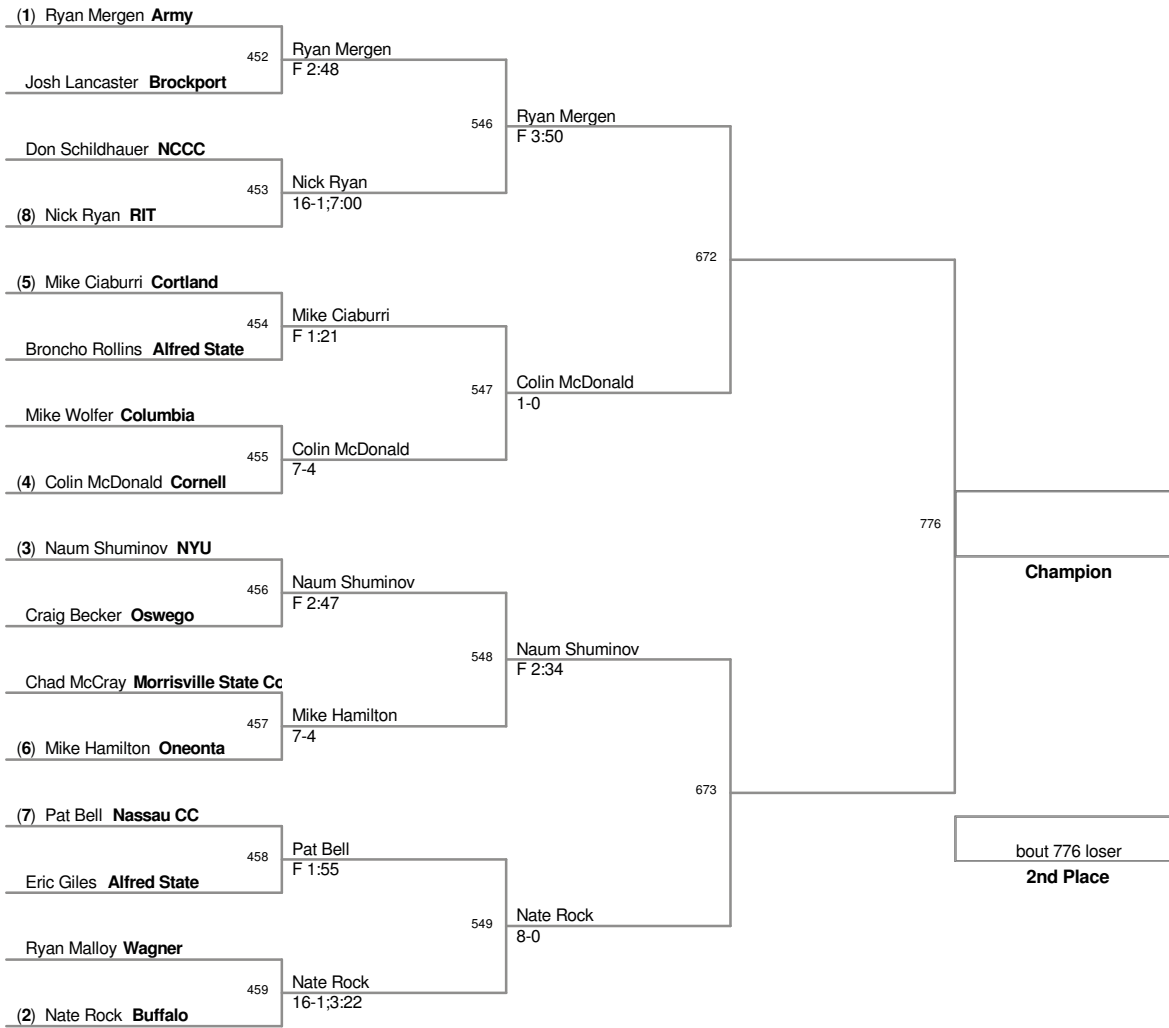 (1) Ryan Mergen Army
452
Ryan Mergen
F 2:48
Josh Lancaster Brockport
546
Ryan Mergen
F 3:50
Don Schildhauer NCCC
453
Nick Ryan
16-1;7:00
(8) Nick Ryan RIT
672
(5) Mike Ciaburri Cortland
454
Mike Ciaburri
F 1:21
Broncho Rollins Alfred State
547
Colin McDonald
1-0
Mike Wolfer Columbia
455
Colin McDonald
7-4
(4) Colin McDonald Cornell
776
Champion
(3) Naum Shuminov NYU
456
Naum Shuminov
F 2:47
Craig Becker Oswego
548
Naum Shuminov
F 2:34
Chad McCray Morrisville State Co
457
Mike Hamilton
7-4
(6) Mike Hamilton Oneonta
673
(7) Pat Bell Nassau CC
458
Pat Bell
F 1:55
Eric Giles Alfred State
bout 776 loser
2nd Place
549
Nate Rock
8-0
Ryan Malloy Wagner
459
Nate Rock
16-1;3:22
(2) Nate Rock Buffalo